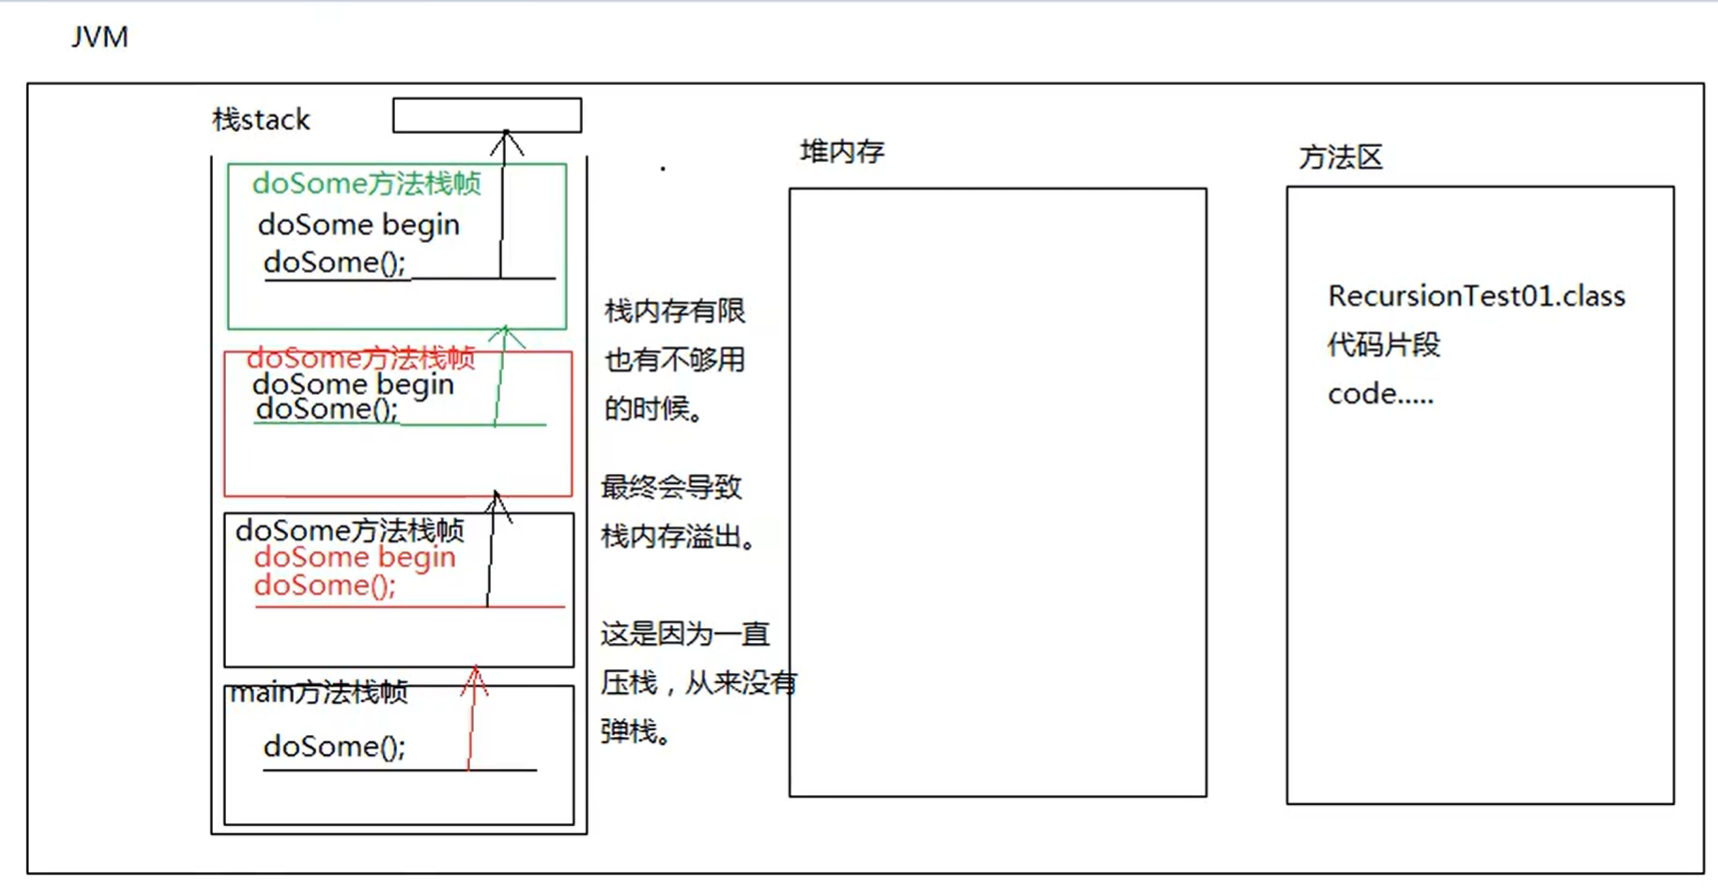 JVM
栈stack
doSome方法栈帧
doSome begin
doSome();
doSome方法栈帧
doSome begin
doSome();
doSome方法栈帧
doSome begin
doSome();
main方法栈帧
doSome();
栈内存有限
也有不够用
的时候。
最终会导致
栈内存溢出。
这是因为一直
压栈，从来没有
弹栈。
堆内存
方法区
RecursionTest01.class
代码片段
code.....